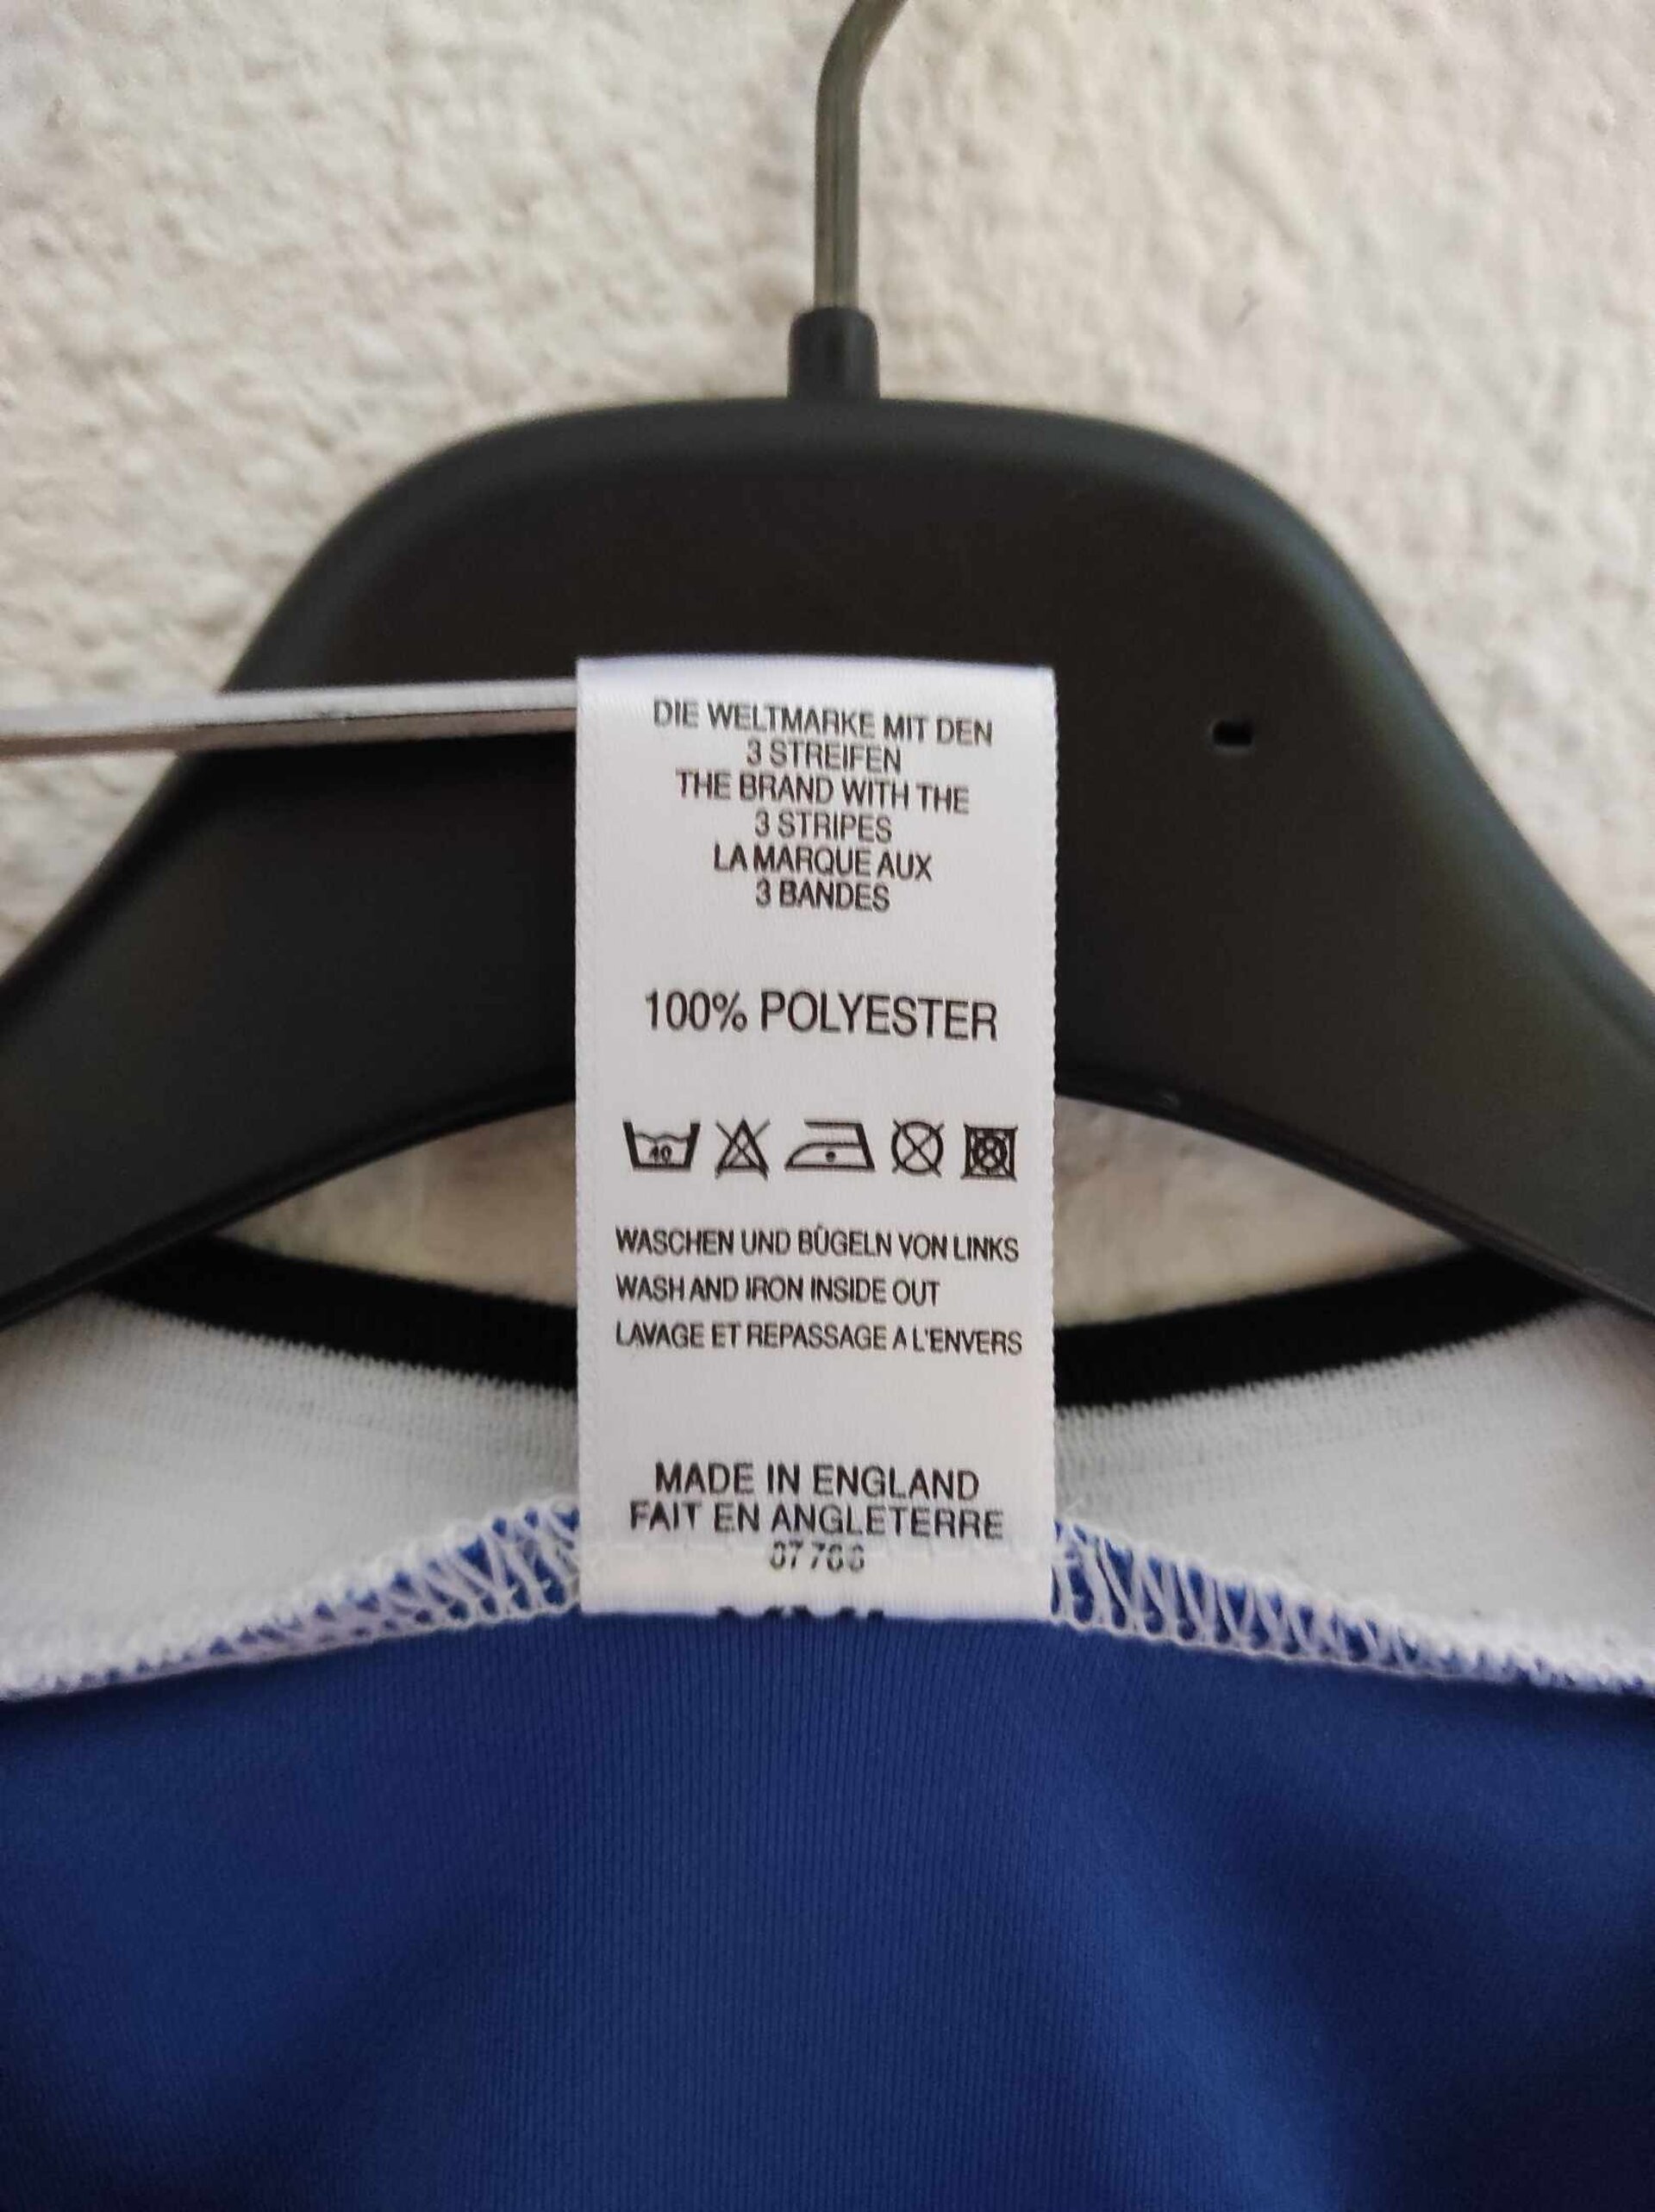 DIE WELTMARKE MIT DEN
3 STREIFEN
THE BRAND WITH THE
3 STRIPES
LA MARQUE AUX
3 BANDES
100% POLYESTER
40
WASCHEN UND BÜGELN VON LINKS
WASH AND IRON INSIDE OUT
LAVAGE ET REPASSAGE A L'ENVERS
MADE IN ENGLAND
FAIT EN ANGLETERRE